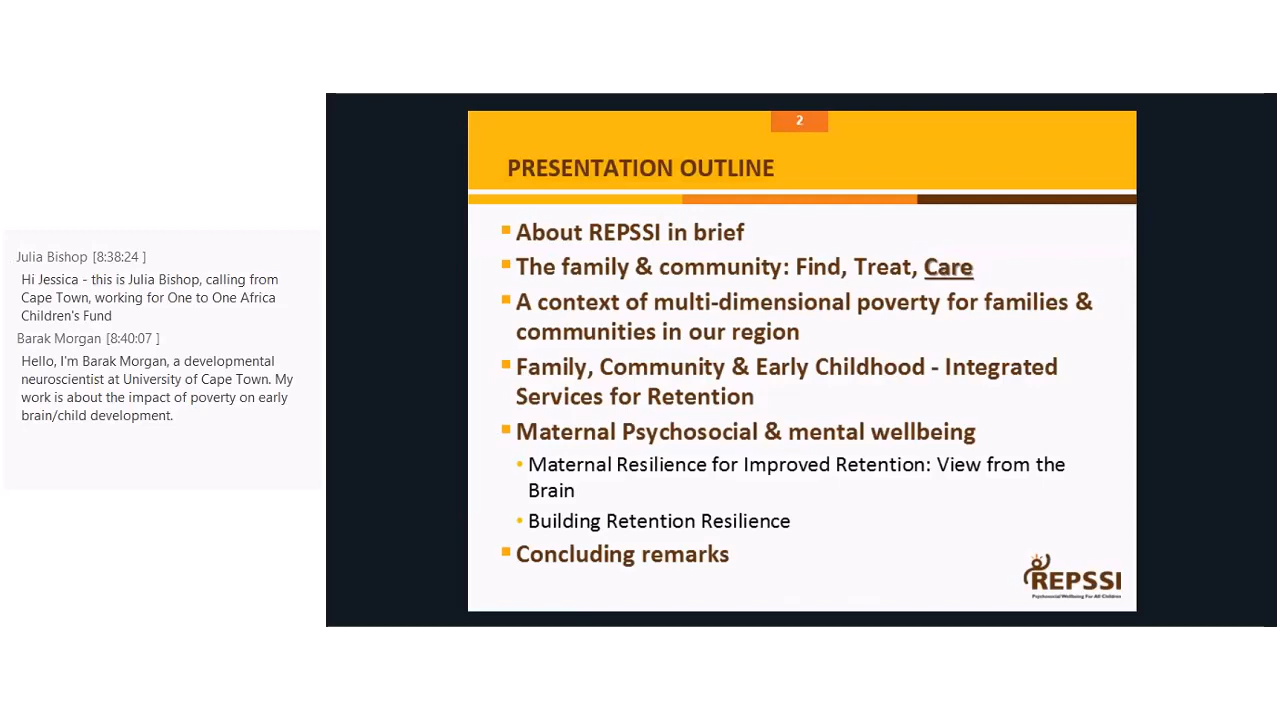 Julia Bishop [8:38:24 ]
Hi Jessica - this is Julia Bishop, calling from
Cape Town, working for One to One Africa
Children's Fund
Barak Morgan [8:40:07 ]
Hello, I'm Barak Morgan, a developmental
neuroscientist at University of Cape Town. My
work is about the impact of poverty on early
brain/child development.
2
PRESENTATION OUTLINE
About REPSSI in brief
The family & community: Find, Treat, Care
A context of multi-dimensional poverty for families &
communities in our region
Family, Community & Early Childhood - Integrated
Services for Retention
Maternal Psychosocial & mental wellbeing
• Maternal Resilience for Improved Retention: View from the
Brain
• Building Retention Resilience
Concluding remarks
REPSSI
Psychosocial Wellbeing For All Children